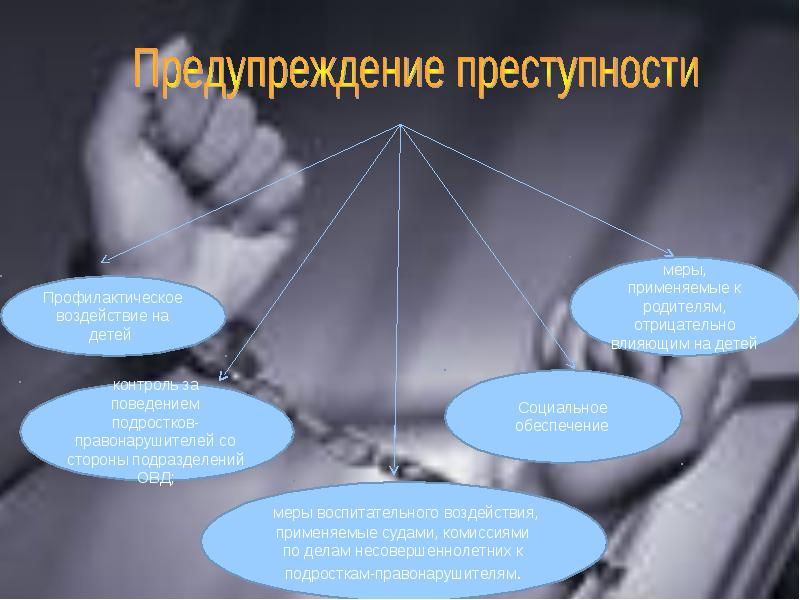 Предупреждение преступности
Профилактическое
воздействие на
детей
меры,
применяемые к
родителям,
отрицательно
влияющим на детей
контроль за
поведением
подростков-
правонарушителей со
стороны подразделений
ОВД;
Социальное
обеспечение
меры воспитательного воздействия,
применяемые судами, комиссиями
по делам несовершеннолетних к
подросткам-правонарушителям.